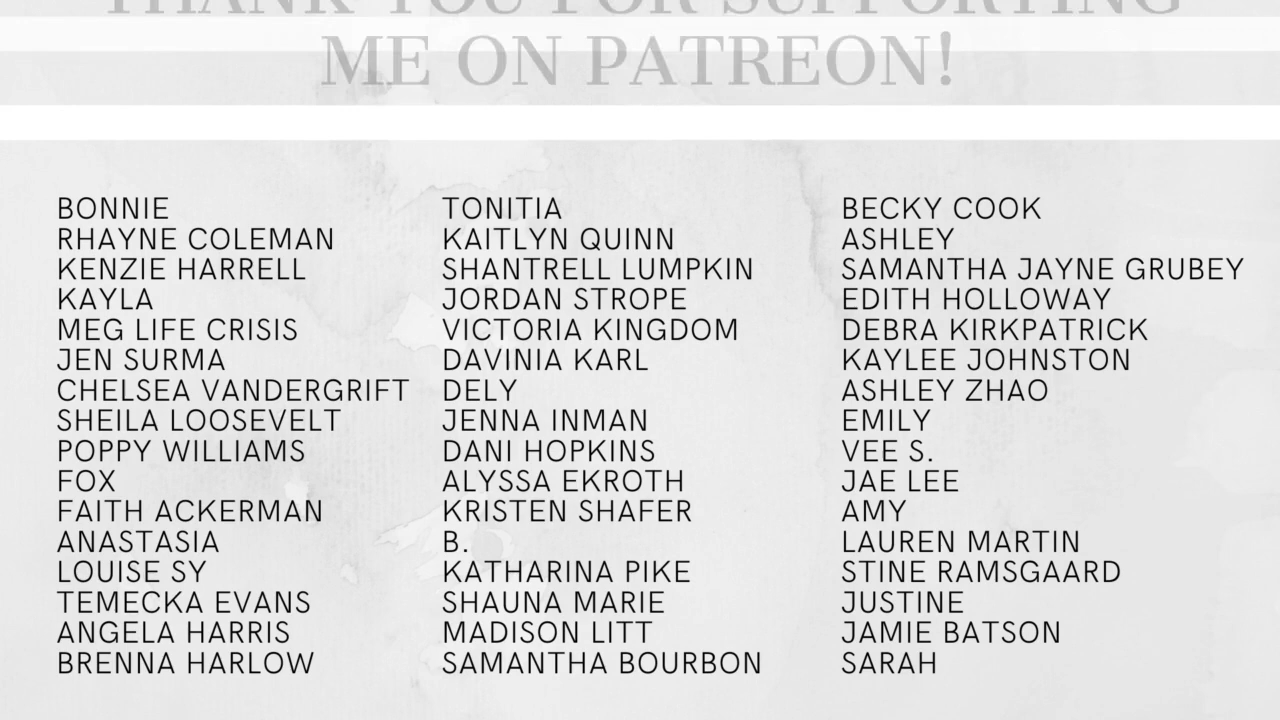 THANK YOU FOR SUPPORTING
ME ON PATREON!
BONNIE
RHAYNE COLEMAN
KENZIE HARRELL
KAYLA
MEG LIFE CRISIS
JEN SURMA
CHELSEA VANDERGRIFT
SHEILA LOOSEVELT
POPPY WILLIAMS
FOX
FAITH ACKERMAN
ANASTASIA
LOUISE SY
TEMECKA EVANS
ANGELA HARRIS
BRENNA HARLOW
TONITIA
KAITLYN QUINN
SHANTRELL LUMPKIN
JORDAN STROPE
VICTORIA KINGDOM
DAVINIA KARL
DELY
JENNA INMAN
DANI HOPKINS
ALYSSA EKROTH
KRISTEN SHAFER
B.
KATHARINA PIKE
SHAUNA MARIE
MADISON LITT
SAMANTHA BOURBON
BECKY COOK
ASHLEY
SAMANTHA JAYNE GRUBEY
EDITH HOLLOWAY
DEBRA KIRKPATRICK
KAYLEE JOHNSTON
ASHLEY ZHAO
EMILY
VEE S.
JAE LEE
AMY
LAUREN MARTIN
STINE RAMSGAARD
JUSTINE
JAMIE BATSON
SARAH